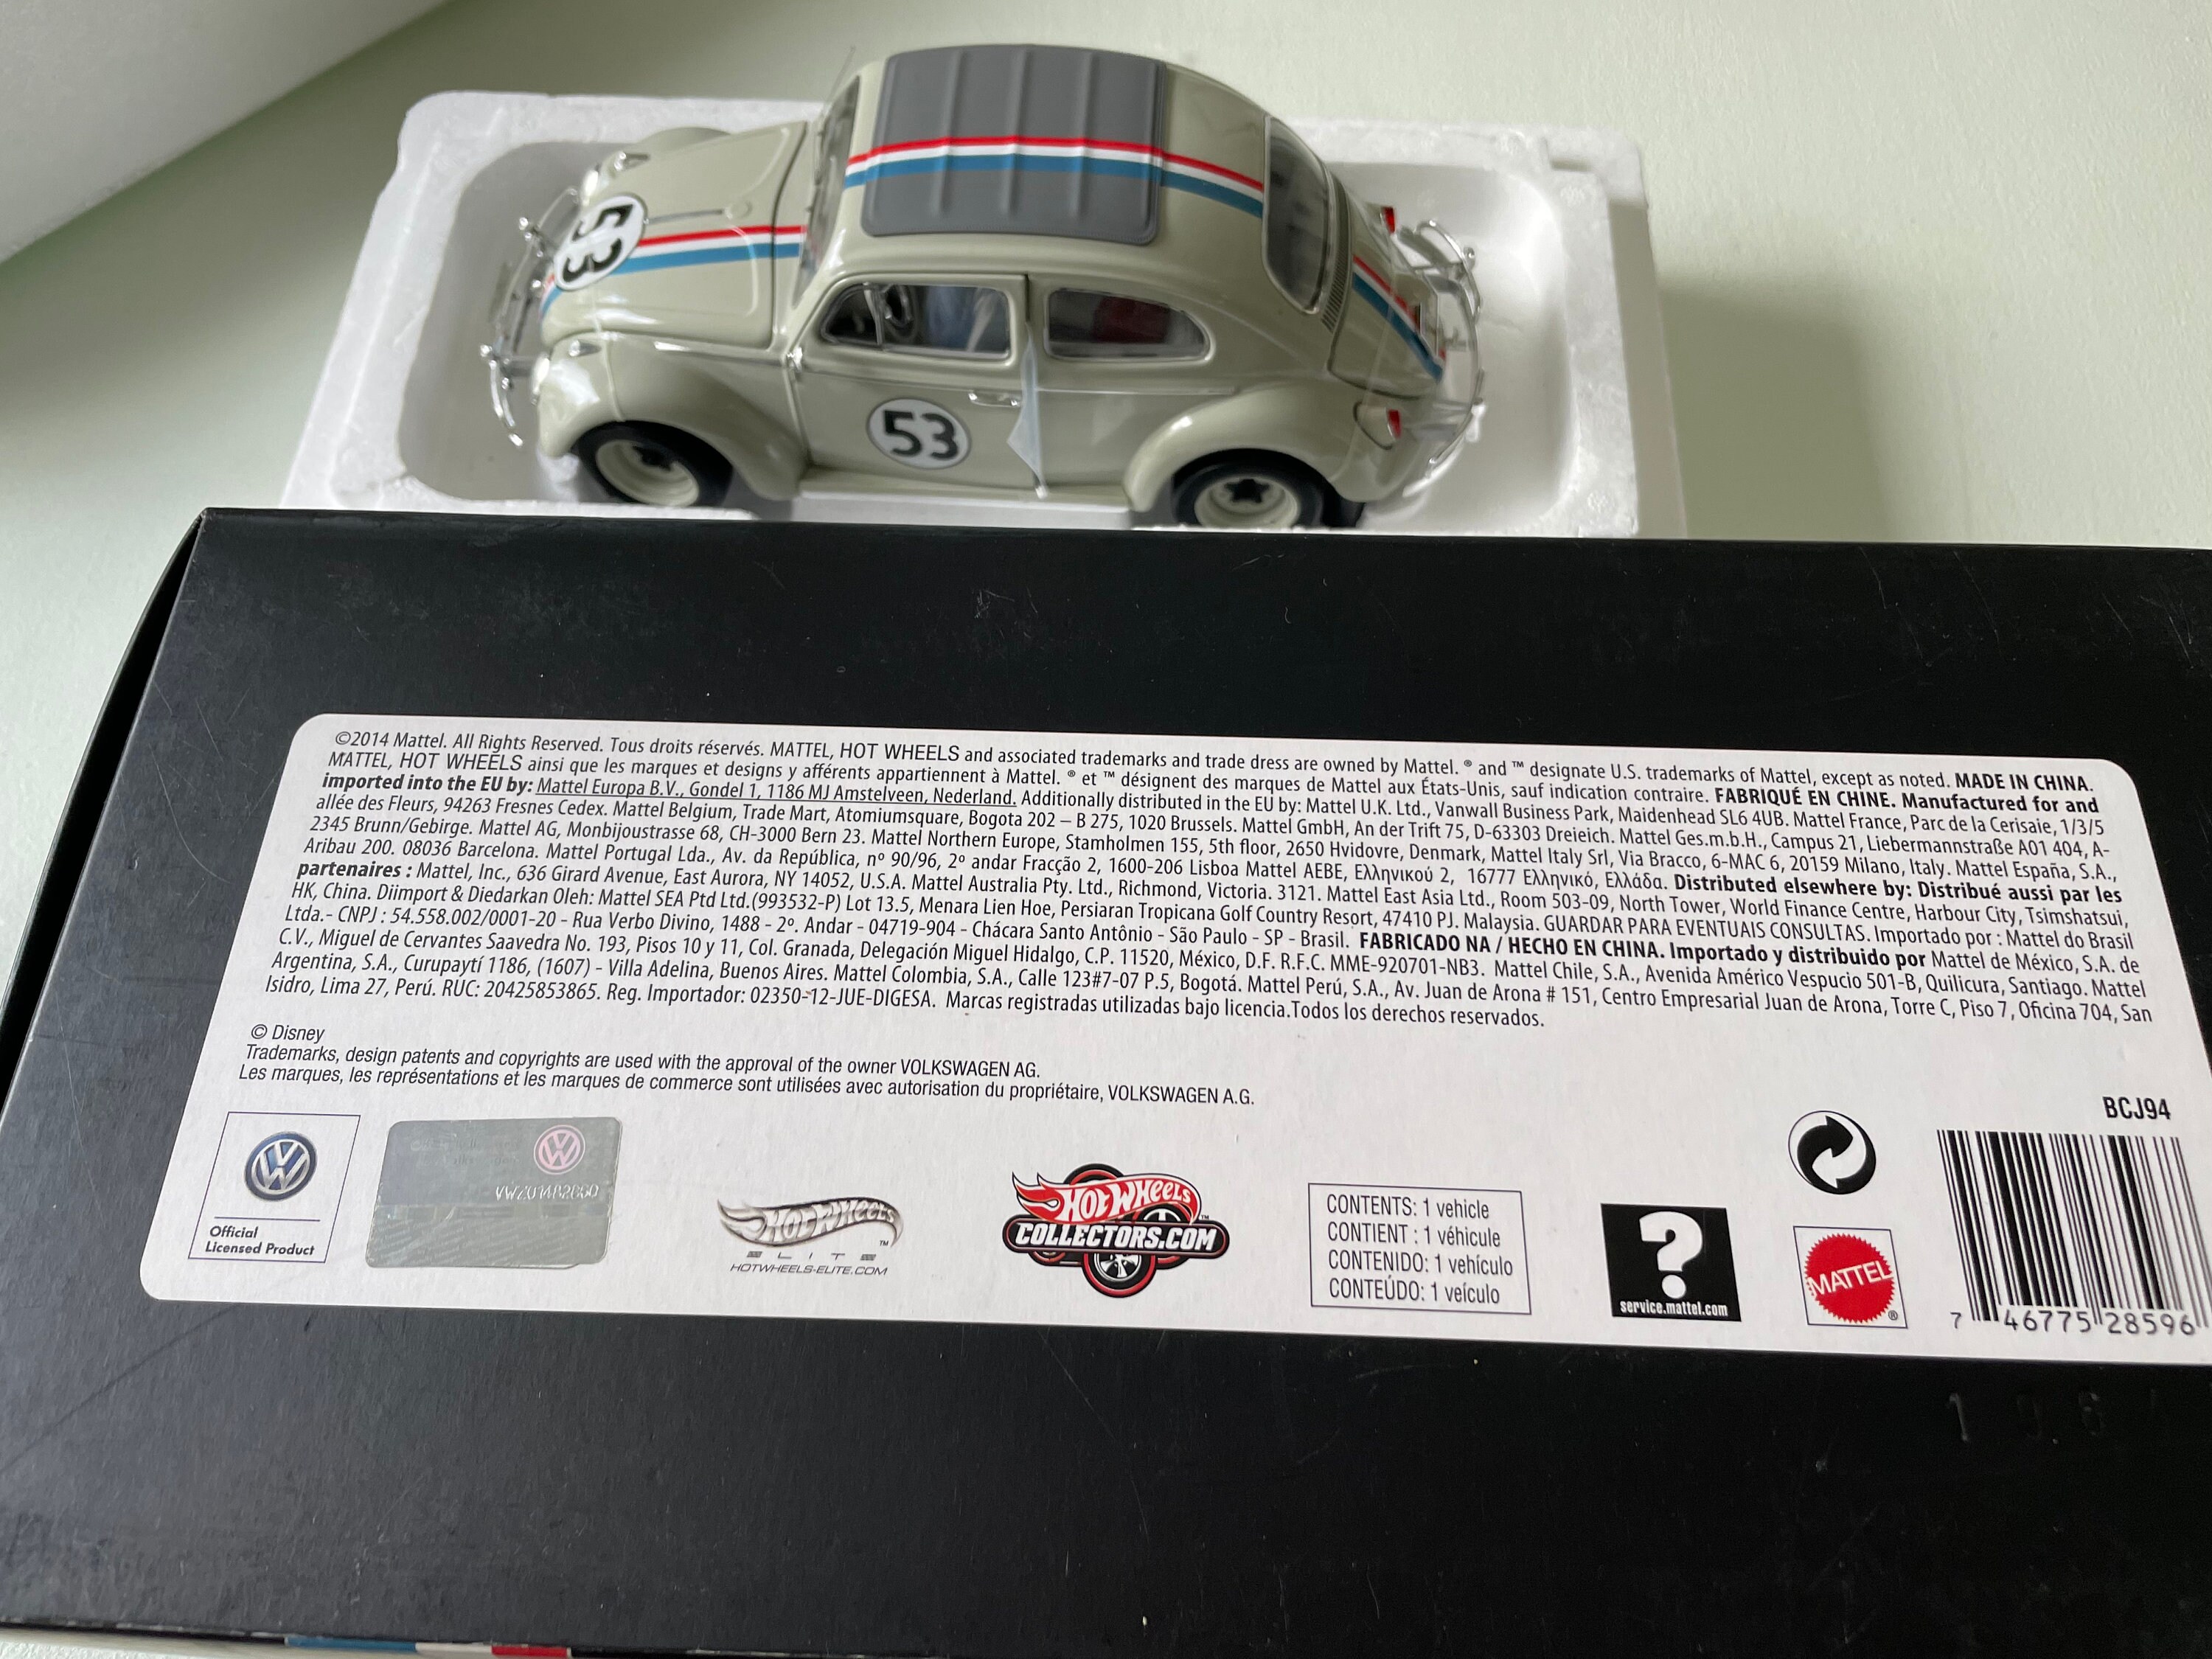 53
53
©2014 Mattel. All Rights Reserved. Tous droits réservés. MATTEL, HOT WHEELS and associated trademarks and trade dress are owned by Mattel. ® and ™ designate U.S. trademarks of Mattel, except as noted. MADE IN CHINA.
MATTEL, HOT WHEELS ainsi que les marques et designs y afférents appartiennent à Mattel. ® et ™ désignent des marques de Mattel aux États-Unis, sauf indication contraire. FABRIQUÉ EN CHINE. Manufactured for and
imported into the EU by: Mattel Europa B.V., Gondel 1, 1186 MJ Amstelveen, Nederland. Additionally distributed in the EU by: Mattel U.K. Ltd., Vanwall Business Park, Maidenhead SL6 4UB. Mattel France, Parc de la Cerisaie, 1/3/5
allée des Fleurs, 94263 Fresnes Cedex. Mattel Belgium, Trade Mart, Atomiumsquare, Bogota 202 – B 275, 1020 Brussels. Mattel GmbH, An der Trift 75, D-63303 Dreieich. Mattel Ges.m.b.H., Campus 21, Liebermannstraße A01 404, A-
2345 Brunn/Gebirge. Mattel AG, Monbijoustrasse 68, CH-3000 Bern 23. Mattel Northern Europe, Stamholmen 155, 5th floor, 2650 Hvidovre, Denmark, Mattel Italy Srl, Via Bracco, 6-MAC 6, 20159 Milano, Italy. Mattel España, S.A.,
Aribau 200. 08036 Barcelona. Mattel Portugal Lda., Av. da República, nº 90/96, 2º andar Fracção 2, 1600-206 Lisboa Mattel AEBE, Ελληνικού 2, 16777 Ελληνικό, Ελλάδα. Distributed elsewhere by: Distribué aussi par les
partenaires : Mattel, Inc., 636 Girard Avenue, East Aurora, NY 14052, U.S.A. Mattel Australia Pty. Ltd., Richmond, Victoria. 3121. Mattel East Asia Ltd., Room 503-09, North Tower, World Finance Centre, Harbour City, Tsimshatsui,
HK, China. Diimport & Diedarkan Oleh: Mattel SEA Ptd Ltd.(993532-P) Lot 13.5, Menara Lien Hoe, Persiaran Tropicana Golf Country Resort, 47410 PJ. Malaysia. GUARDAR PARA EVENTUAIS CONSULTAS. Importado por : Mattel do Brasil
Ltda.- CNPJ : 54.558.002/0001-20 - Rua Verbo Divino, 1488 - 2º. Andar - 04719-904 - Chácara Santo Antônio - São Paulo - SP - Brasil. FABRICADO NA / HECHO EN CHINA. Importado y distribuido por Mattel de México, S.A. de
C.V., Miguel de Cervantes Saavedra No. 193, Pisos 10 y 11, Col. Granada, Delegación Miguel Hidalgo, C.P. 11520, México, D.F. R.F.C. MME-920701-NB3. Mattel Chile, S.A., Avenida Américo Vespucio 501-B, Quilicura, Santiago. Mattel
Argentina, S.A., Curupaytí 1186, (1607) - Villa Adelina, Buenos Aires. Mattel Colombia, S.A., Calle 123#7-07 P.5, Bogotá. Mattel Perú, S.A., Av. Juan de Arona # 151, Centro Empresarial Juan de Arona, Torre C, Piso 7, Oficina 704, San
Isidro, Lima 27, Perú. RUC: 20425853865. Reg. Importador: 02350-12-JUE-DIGESA. Marcas registradas utilizadas bajo licencia.Todos los derechos reservados.
© Disney
Trademarks, design patents and copyrights are used with the approval of the owner VOLKSWAGEN AG.
Les marques, les représentations et les marques de commerce sont utilisées avec autorisation du propriétaire, VOLKSWAGEN A.G.
BCJ94
Official
Licensed Product
HOT WHEELS™
ELITE
HOTWHEELS-ELITE.COM
HOT WHEELS™
COLLECTORS.COM
CONTENTS: 1 vehicle
CONTIENT : 1 véhicule
CONTENIDO: 1 vehículo
CONTEÚDO: 1 veículo
?
service.mattel.com
MATTEL ®
7 46775 28596